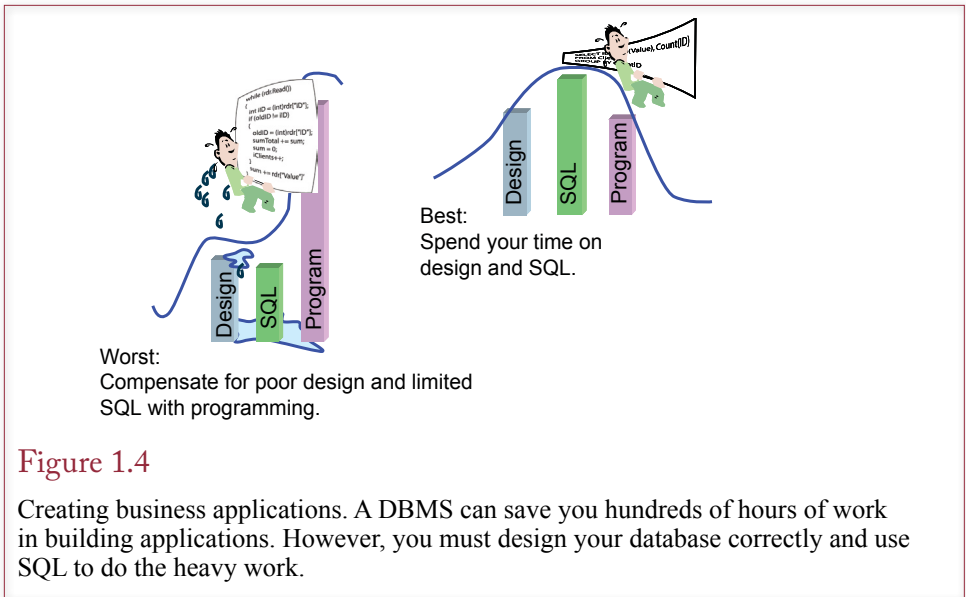 while (rdr.Read())
{
int iID = (int)rdr["ID"];
if (oldID != iID)
{
oldID = (int)rdr["ID"];
sumTotal += sum;
sum = 0;
iClients++;
}
sum += rdr["Value"]
}
Design
SQL
Program
Worst:
Compensate for poor design and limited
SQL with programming.
SELECT (Value), Count(ID)
FROM
GROUP BY
Design
SQL
Program
Best:
Spend your time on
design and SQL.
Figure 1.4
Creating business applications. A DBMS can save you hundreds of hours of work
in building applications. However, you must design your database correctly and use
SQL to do the heavy work.